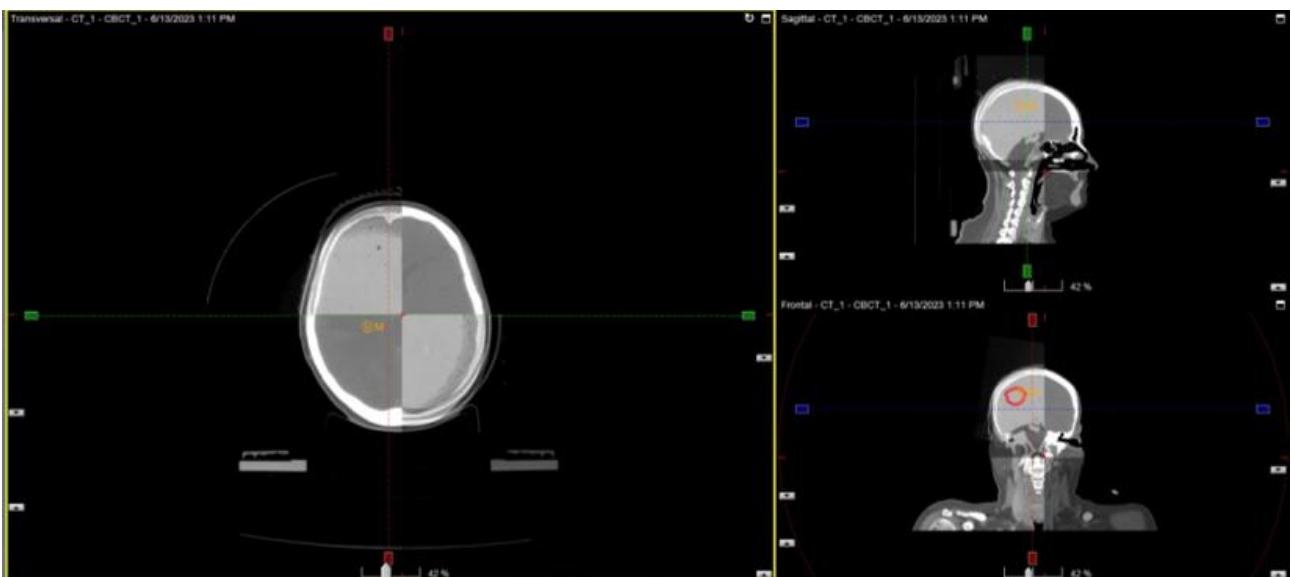 Transversal - CT_1 - CBCT_1 - 6/13/2023 1:11 PM
M
42 %
Sagittal - CT_1 - CBCT_1 - 6/13/2023 1:11 PM
42 %
Frontal - CT_1 - CBCT_1 - 6/13/2023 1:11 PM
42 %